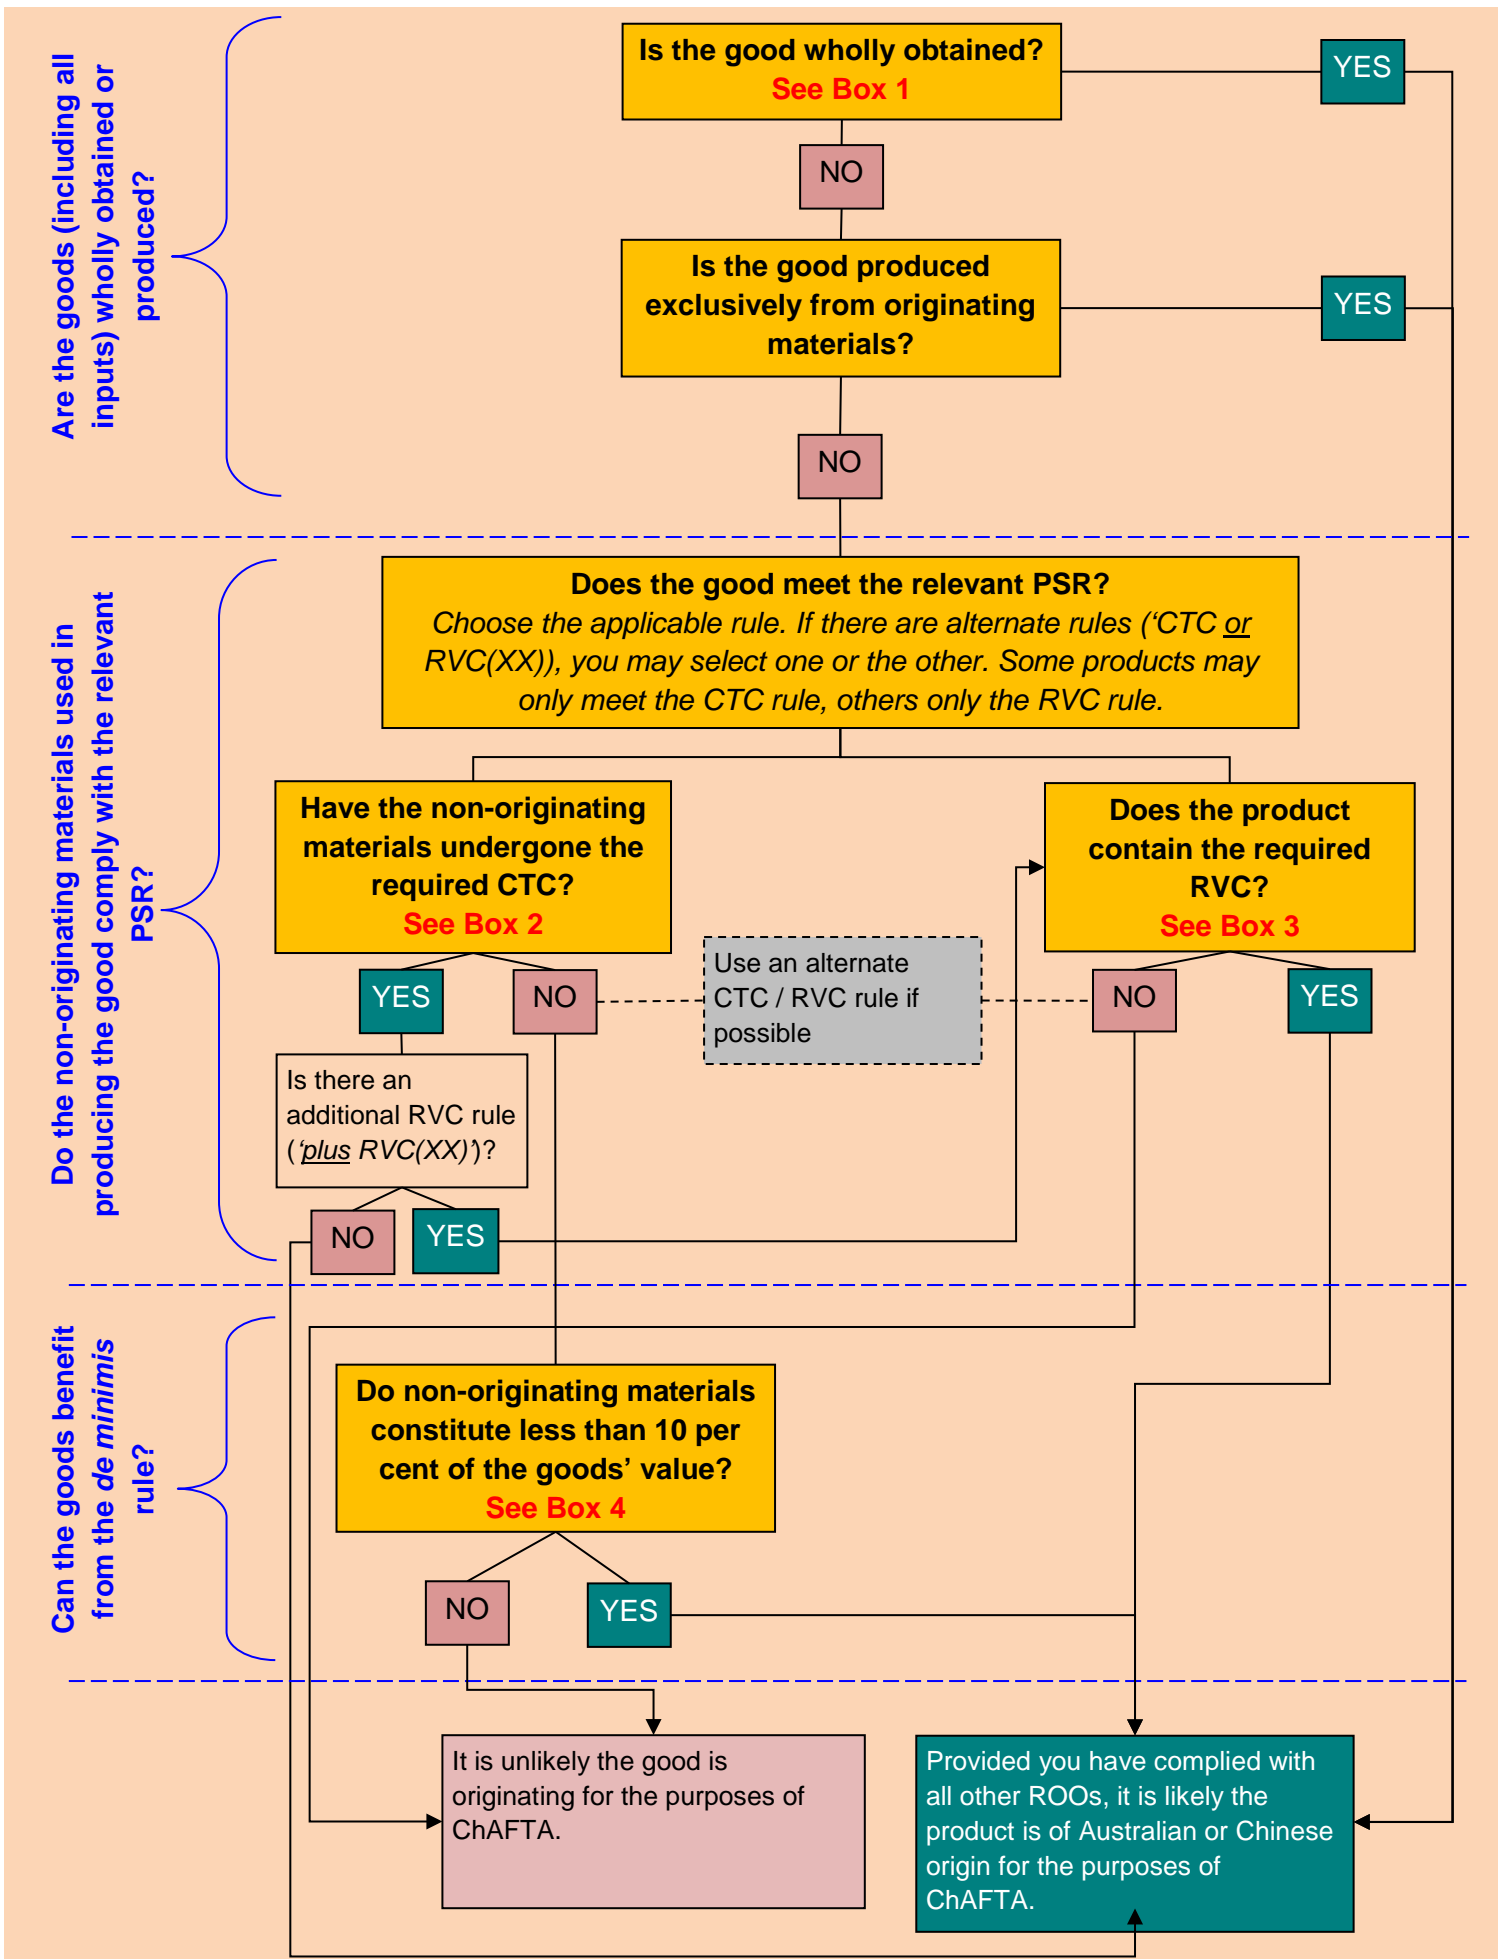 Are the goods (including all
inputs) wholly obtained or
produced?
Is the good wholly obtained?
See Box 1
YES
NO
Is the good produced
exclusively from originating
materials?
YES
NO
Do the non-originating materials used in
producing the good comply with the relevant
PSR?
Does the good meet the relevant PSR?
Choose the applicable rule. If there are alternate rules (‘CTC or
RVC(XX)), you may select one or the other. Some products may
only meet the CTC rule, others only the RVC rule.
Have the non-originating
materials undergone the
required CTC?
See Box 2
Does the product
contain the required
RVC?
See Box 3
YES
NO
Use an alternate
CTC / RVC rule if
possible
NO
YES
Is there an
additional RVC rule
(‘plus RVC(XX)’)?
NO
YES
Can the goods benefit
from the de minimis
rule?
Do non-originating materials
constitute less than 10 per
cent of the goods’ value?
See Box 4
NO
YES
It is unlikely the good is
originating for the purposes of
ChAFTA.
Provided you have complied with
all other ROOs, it is likely the
product is of Australian or Chinese
origin for the purposes of
ChAFTA.